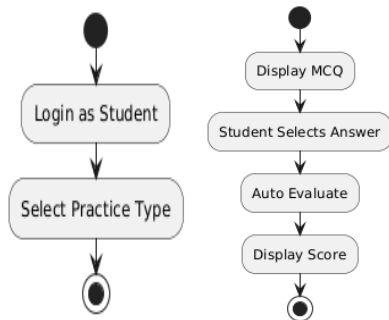 Login as Student
Select Practice Type
Display MCQ
Student Selects Answer
Auto Evaluate
Display Score